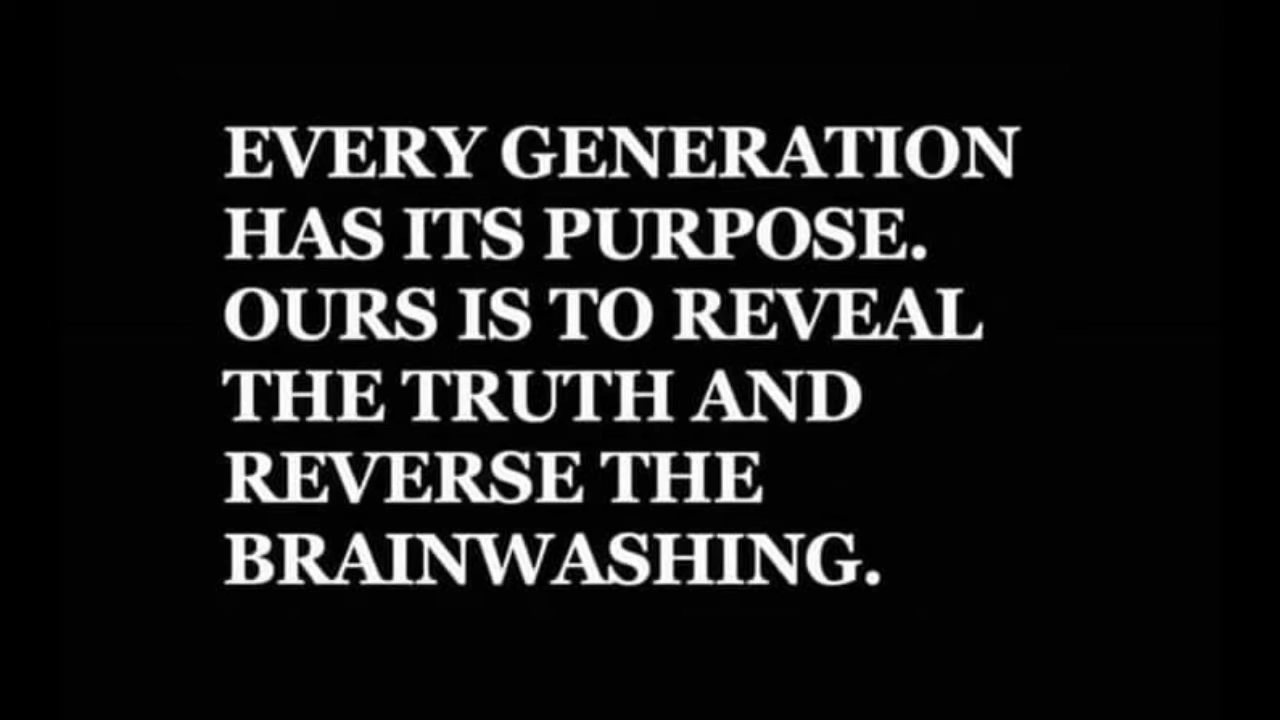 EVERY GENERATION
HAS ITS PURPOSE.
OURS IS TO REVEAL
THE TRUTH AND
REVERSE THE
BRAINWASHING.